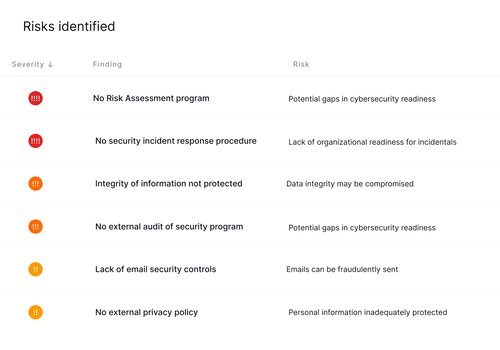 Risks identified
Severity ↓ Finding Risk
!!!! No Risk Assessment program Potential gaps in cybersecurity readiness
!!!! No security incident response procedure Lack of organizational readiness for incidentals
!!! Integrity of information not protected Data integrity may be compromised
!!! No external audit of security program Potential gaps in cybersecurity readiness
!! Lack of email security controls Emails can be fraudulently sent
!! No external privacy policy Personal information inadequately protected